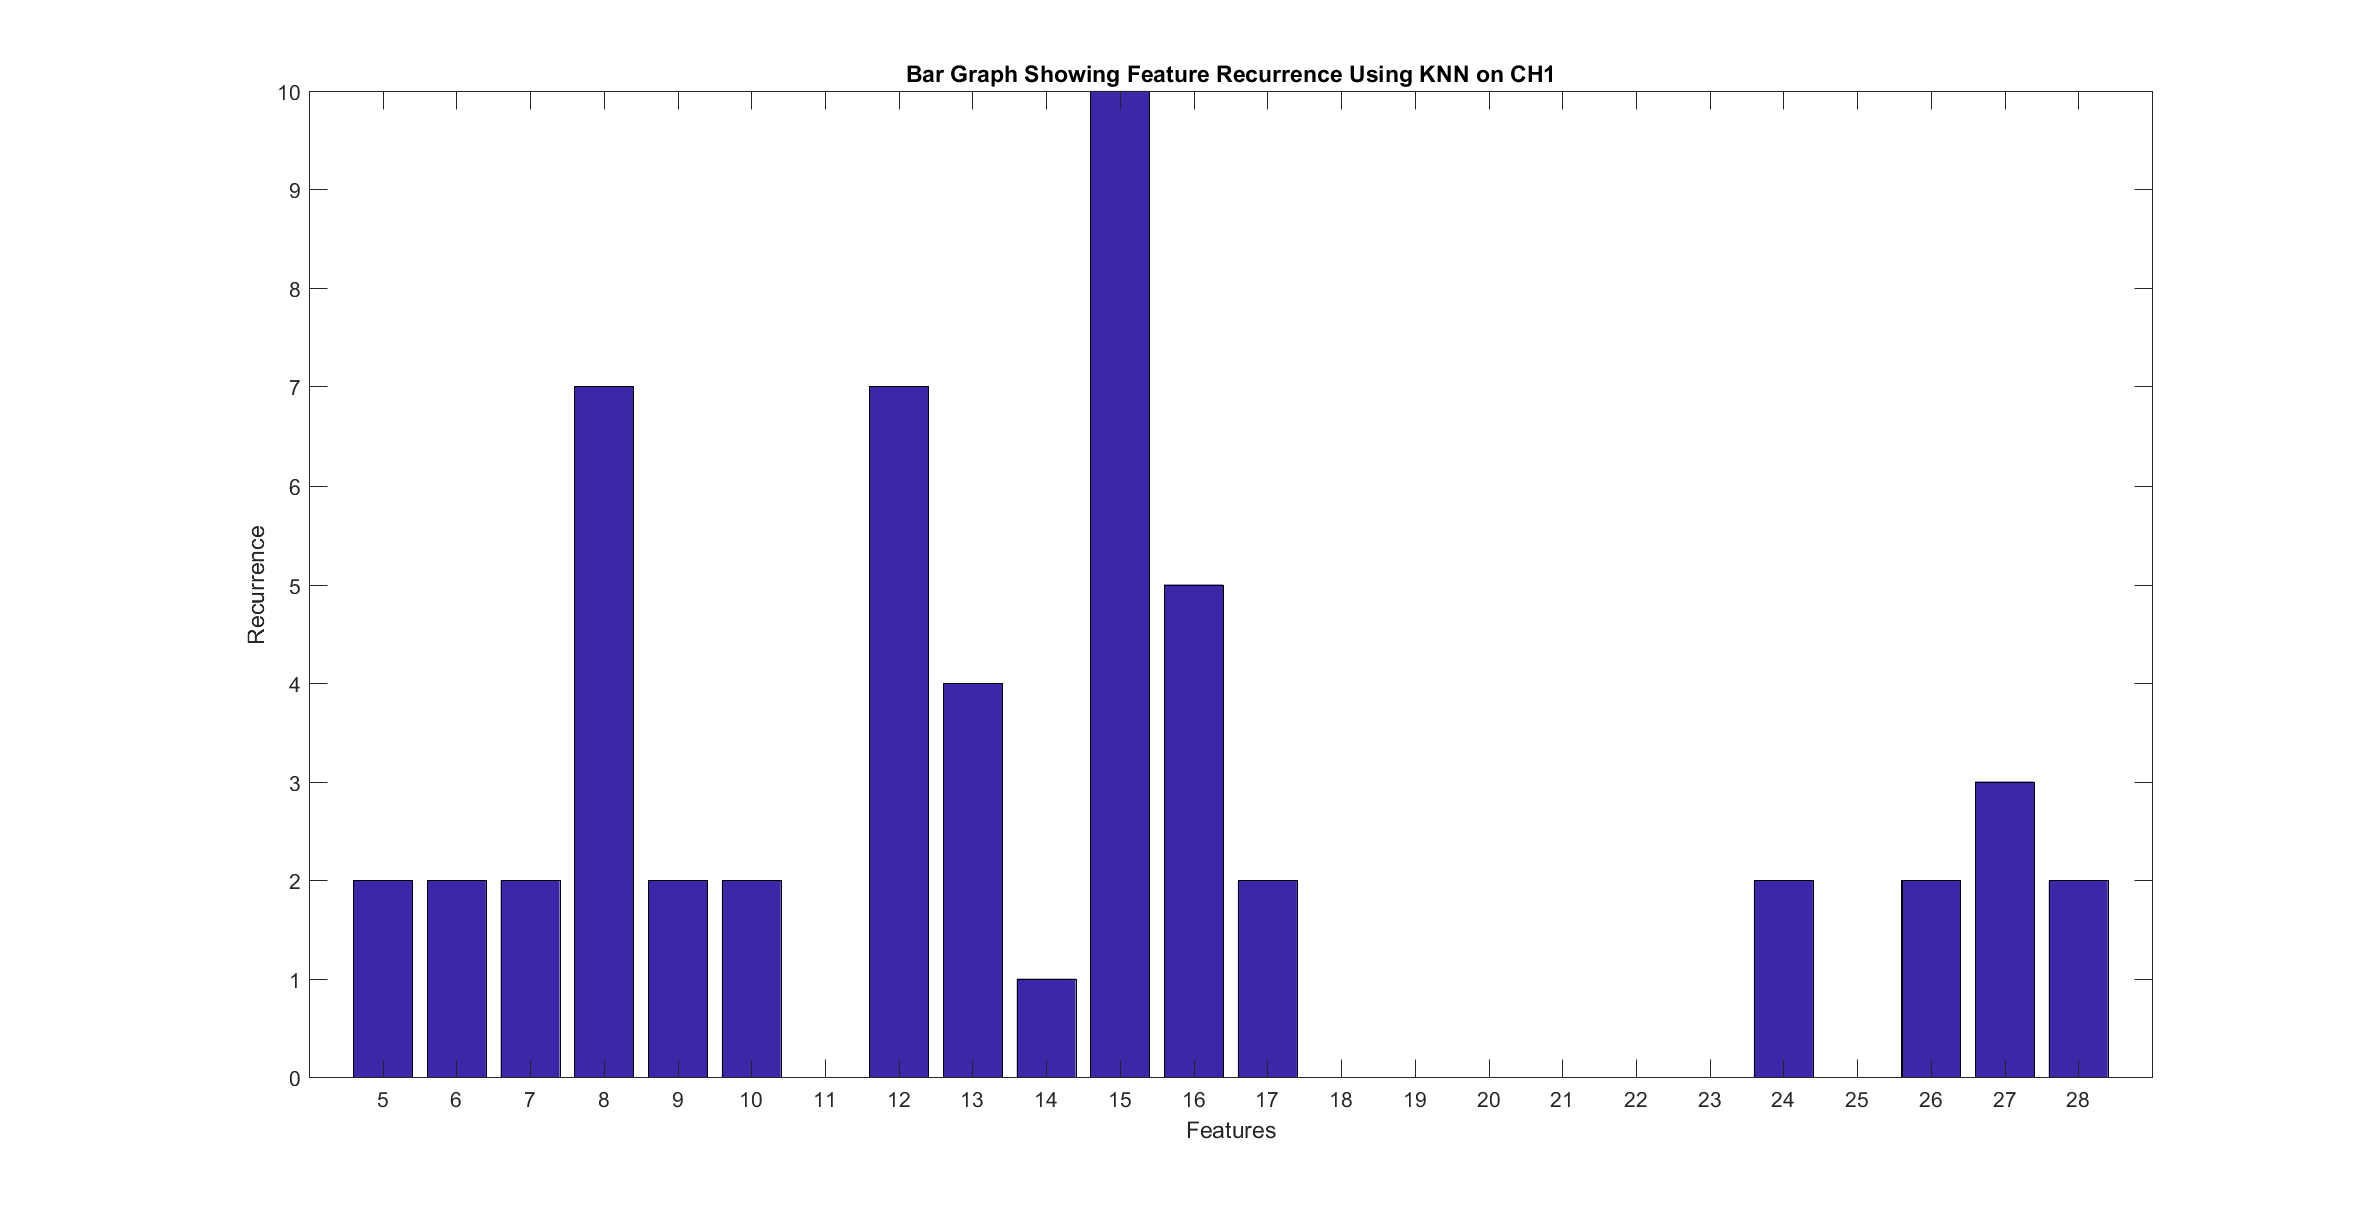 Bar Graph Showing Feature Recurrence Using KNN on CH1
10
9
8
7
6
5
4
3
2
1
0
Recurrence
5 6 7 8 9 10 11 12 13 14 15 16 17 18 19 20 21 22 23 24 25 26 27 28
Features